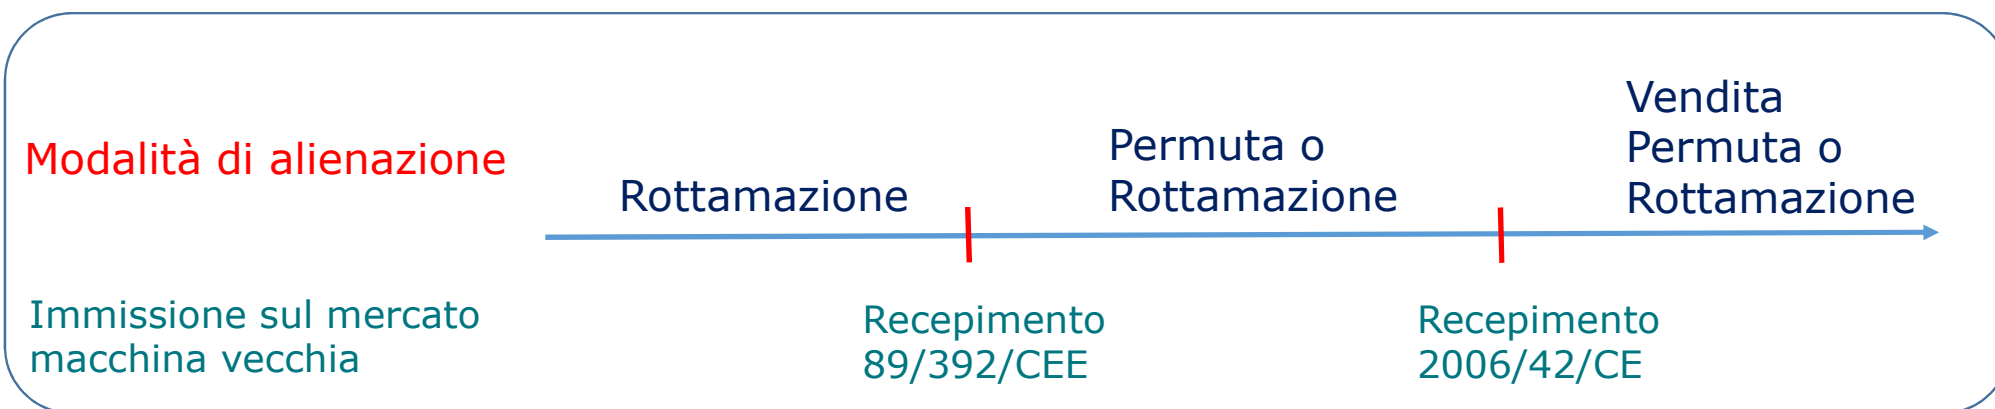 Modalità di alienazione
Rottamazione
Permuta o
Rottamazione
Vendita
Permuta o
Rottamazione
Immissione sul mercato
macchina vecchia
Recepimento
89/392/CEE
Recepimento
2006/42/CE